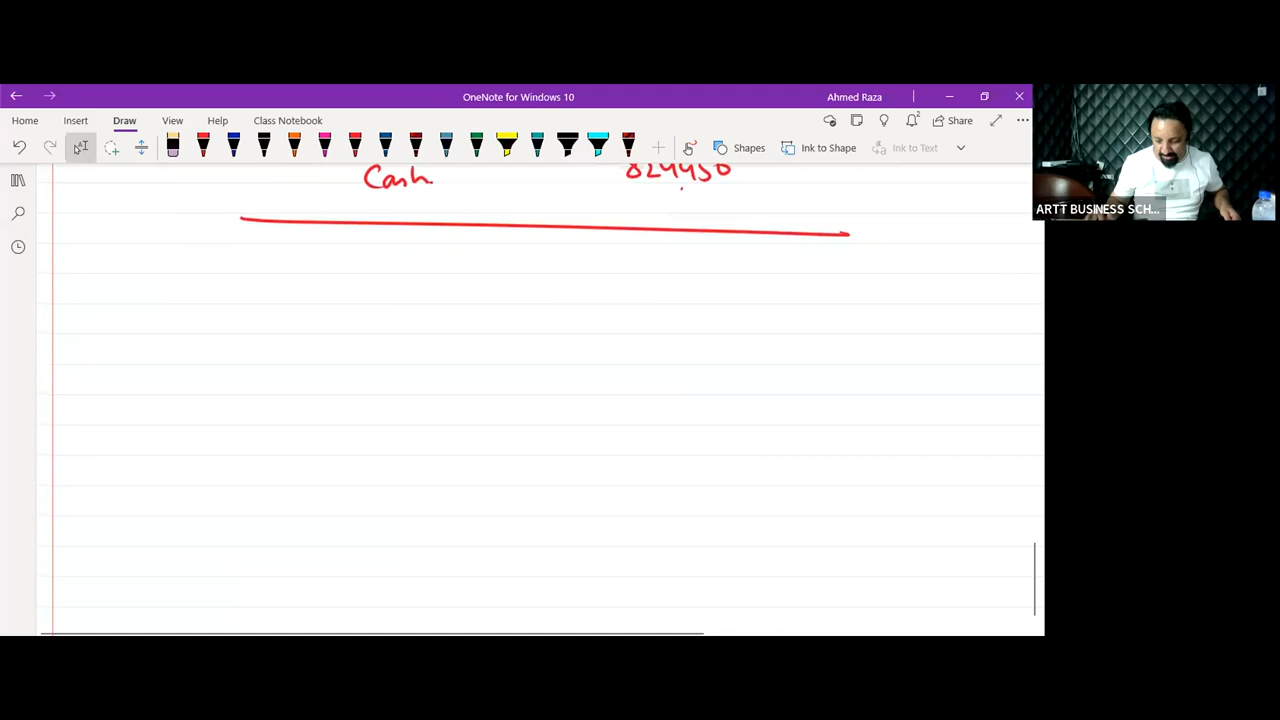 OneNote for Windows 10
Ahmed Raza
Home Insert Draw View Help Class Notebook
2
Share
Shapes
Ink to Shape
Ink to Text
Cash 824450
ARTT BUSINESS SCH...